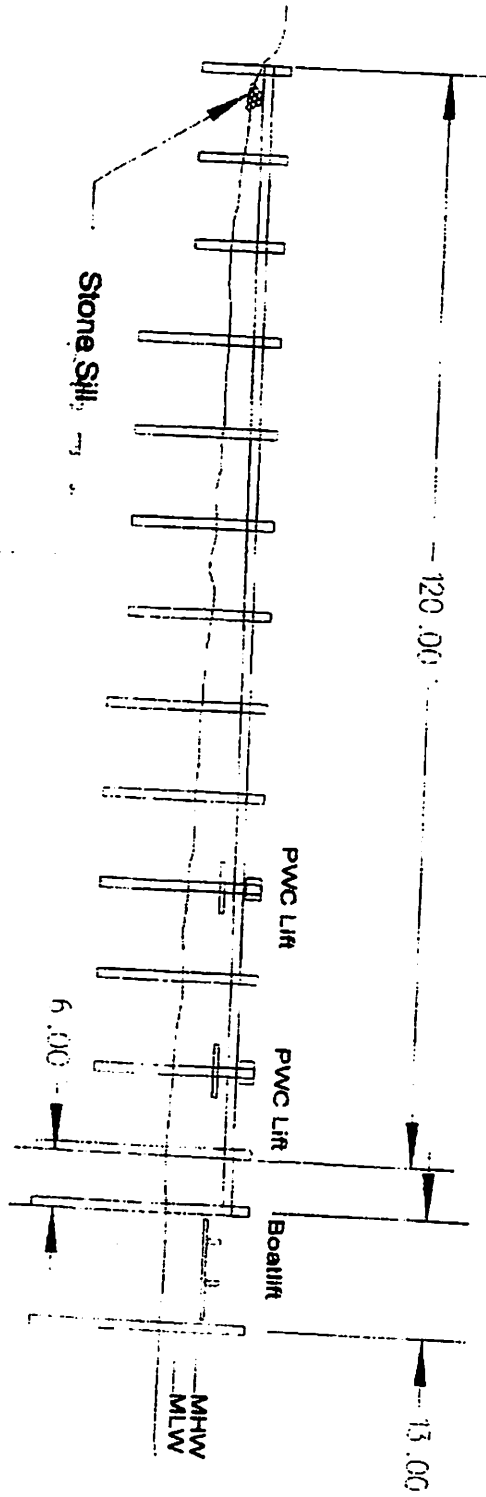 Stone Sill
120.00'
PWC Lift
PWC Lift
6.00
Boatlift
13.00
MHW
MLW